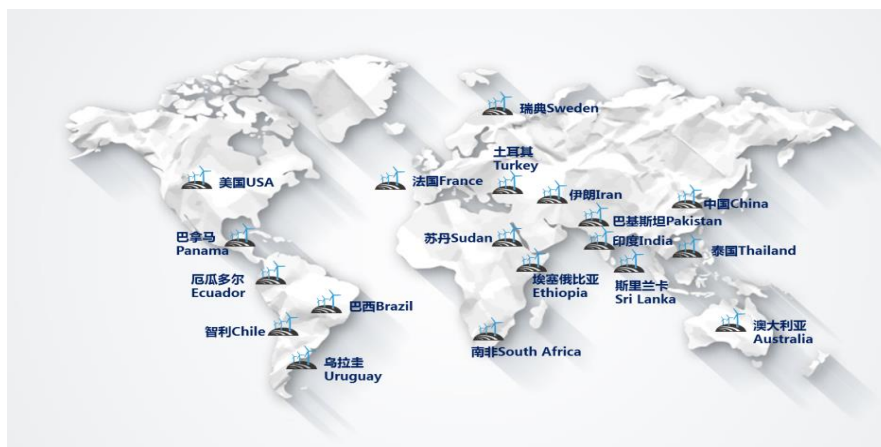 瑞典Sweden
土耳其
Turkey
美国USA
法国France
伊朗Iran
中国China
巴基斯坦Pakistan
巴拿马
Panama
苏丹Sudan
印度India
泰国Thailand
厄瓜多尔
Ecuador
埃塞俄比亚
Ethiopia
斯里兰卡
Sri Lanka
巴西Brazil
智利Chile
澳大利亚
Australia
南非South Africa
乌拉圭
Uruguay